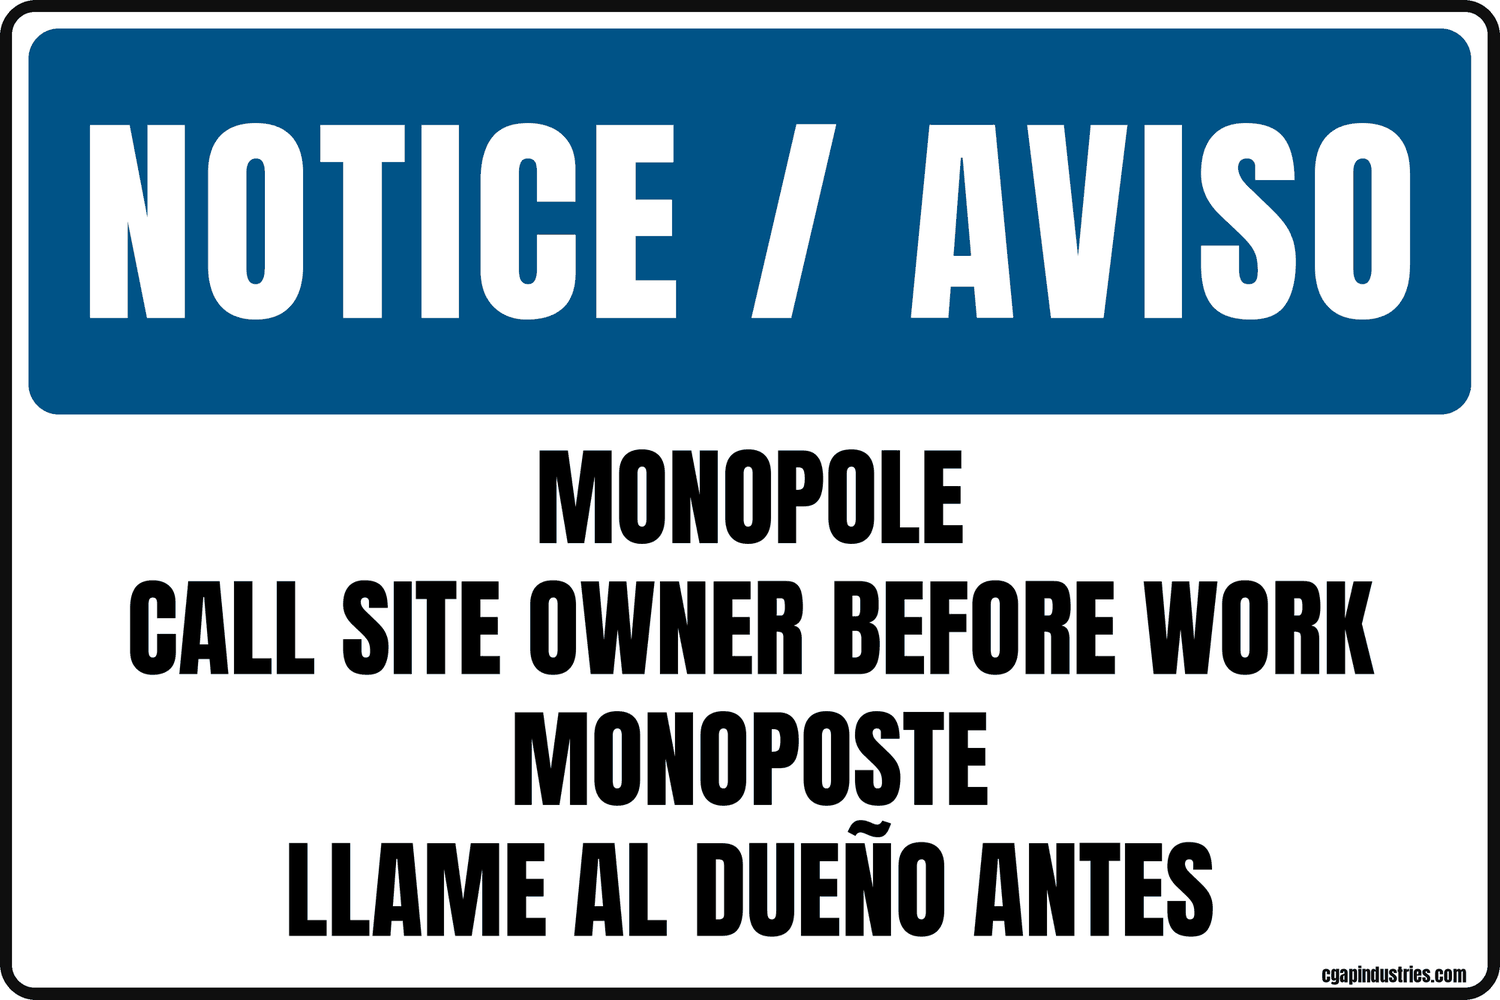 NOTICE / AVISO
MONOPOLE
CALL SITE OWNER BEFORE WORK
MONOPOSTE
LLAME AL DUEÑO ANTES
cgapindustries.com